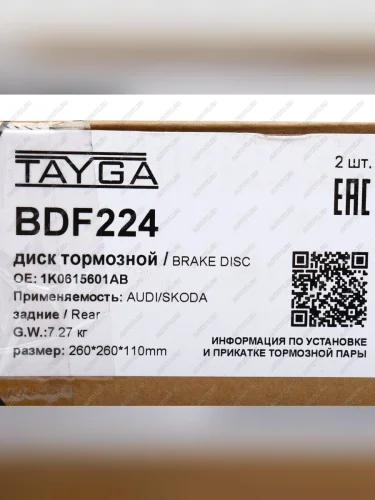 TAYGA
2 шт.
EAC
BDF224
диск тормозной / BRAKE DISC
OE: 1K0615601AB
Применяемость: AUDI/SKODA
задние / Rear
G.W.: 7.27 кг
размер: 260*260*110mm
ИНФОРМАЦИЯ ПО УСТАНОВКЕ
И ПРИКАТКЕ ТОРМОЗНОЙ ПАРЫ